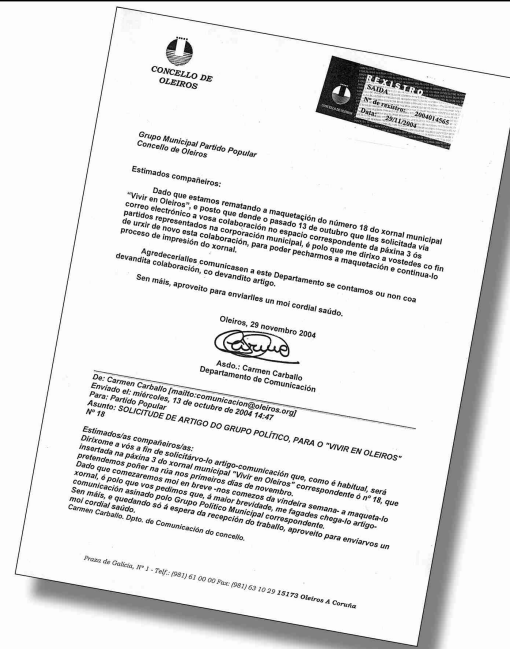 CONCELLO DE
OLEIROS
REXISTRO
SAIDA
Nº de rexistro: 2004014565
Data: 29/11/2004
Grupo Municipal Partido Popular
Concello de Oleiros
Estimados compañeiros:
Dado que estamos rematando a maquetación do número 18 do xornal municipal
"Vivir en Oleiros", e posto que dende o pasado 13 de outubro que lles solicitada vía
correo electrónico a vosa colaboración no espacio correspondente da páxina 3 ós
partidos representados na corporación municipal, é polo que me dirixo a vostedes co fin
de urxir de novo esta colaboración, para poder pecharmos a maquetación e continua-lo
proceso de impresión do xornal.
Agradeceríalles comunicasen a este Departamento se contamos ou non coa
devandita colaboración, co devandito artigo.
Sen máis, aproveito para enviarlles un moi cordial saúdo.
Oleiros, 29 novembro 2004
Asdo.: Carmen Carballo
Departamento de Comunicación
De: Carmen Carballo [mailto:comunicacion@oleiros.org]
Enviado el: miércoles, 13 de octubre de 2004 14:47
Para: Partido Popular
Asunto: SOLICITUDE DE ARTIGO DO GRUPO POLÍTICO, PARA O "VIVIR EN OLEIROS"
Nº 18
Estimados/as compañeiros/as:
Diríxome a vós a fin de solicitárvo-lo artigo-comunicación que, como é habitual, será
insertada na páxina 3 do xornal municipal "Vivir en Oleiros" correspondente ó nº 18, que
pretendemos poñer na rúa nos primeiros días de novembro.
Dado que comezaremos moi en breve -nos comezos da vindeira semana- a maqueta-lo
xornal, é polo que vos pedimos que, á maior brevidade, me fagades chega-lo artigo-
comunicación asinado polo Grupo Político Municipal correspondente.
Sen máis, e quedando só á espera da recepción do traballo, aproveito para enviarvos un
moi cordial saúdo.
Carmen Carballo. Dpto. de Comunicación do concello.
Praza de Galicia, Nº 1 - Telf.: (981) 61 00 00 Fax: (981) 63 10 29 15173 Oleiros A Coruña